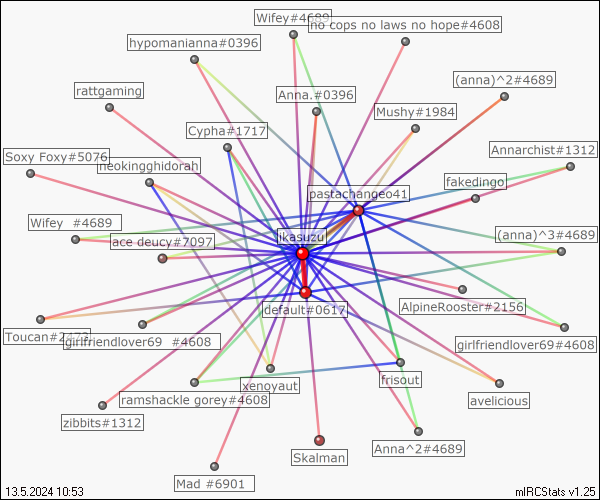 Wifey#4689
no cops no laws no hope#4608
hypomanianna#0396
rattgaming
(anna)^2#4689
Anna.#0396
Mushy#1984
Cypha#1717
Annarchist#1312
Soxy Foxy#5076
neokingghidorah
fakedingo
pastachangeo41
Wifey #4689
ikasuzu
(anna)^3#4689
ace deucy#7097
default#0617
AlpineRooster#2156
girlfriendlover69 #4608
girlfriendlover69#4608
xenoyaut
frisout
ramshackle gorey#4608
avelicious
zibbits#1312
Skalman
Anna^2#4689
Mad #6901
13.5.2024 10:53
mIRCStats v1.25